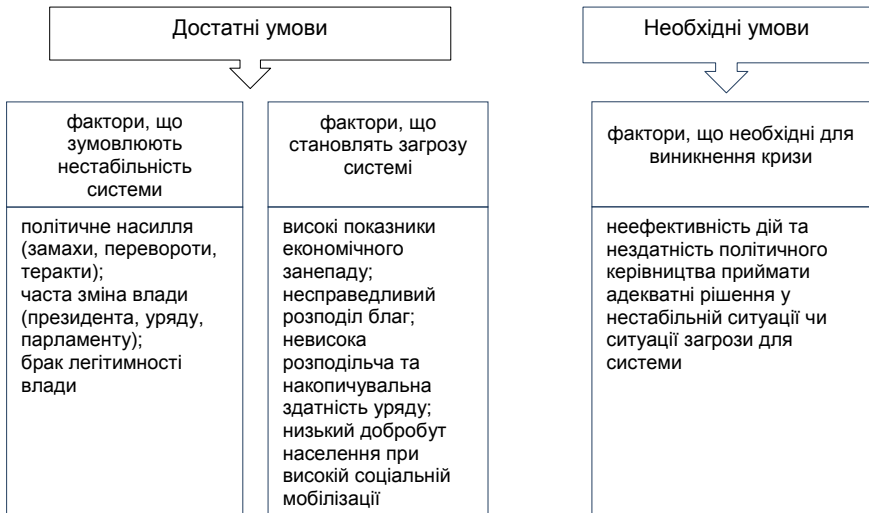 Достатні умови
Необхідні умови
фактори, що
зумовлюють
нестабільність
системи
фактори, що
становлять загрозу
системі
фактори, що необхідні для
виникнення кризи
політичне насилля
(замахи, перевороти,
теракти);
часта зміна влади
(президента, уряду,
парламенту);
брак легітимності
влади
високі показники
економічного
занепаду;
несправедливий
розподіл благ;
невисока
розподільча та
накопичувальна
здатність уряду;
низький добробут
населення при
високій соціальній
мобілізації
неефективність дій та
нездатність політичного
керівництва приймати
адекватні рішення у
нестабільній ситуації чи
ситуації загрози для
системи